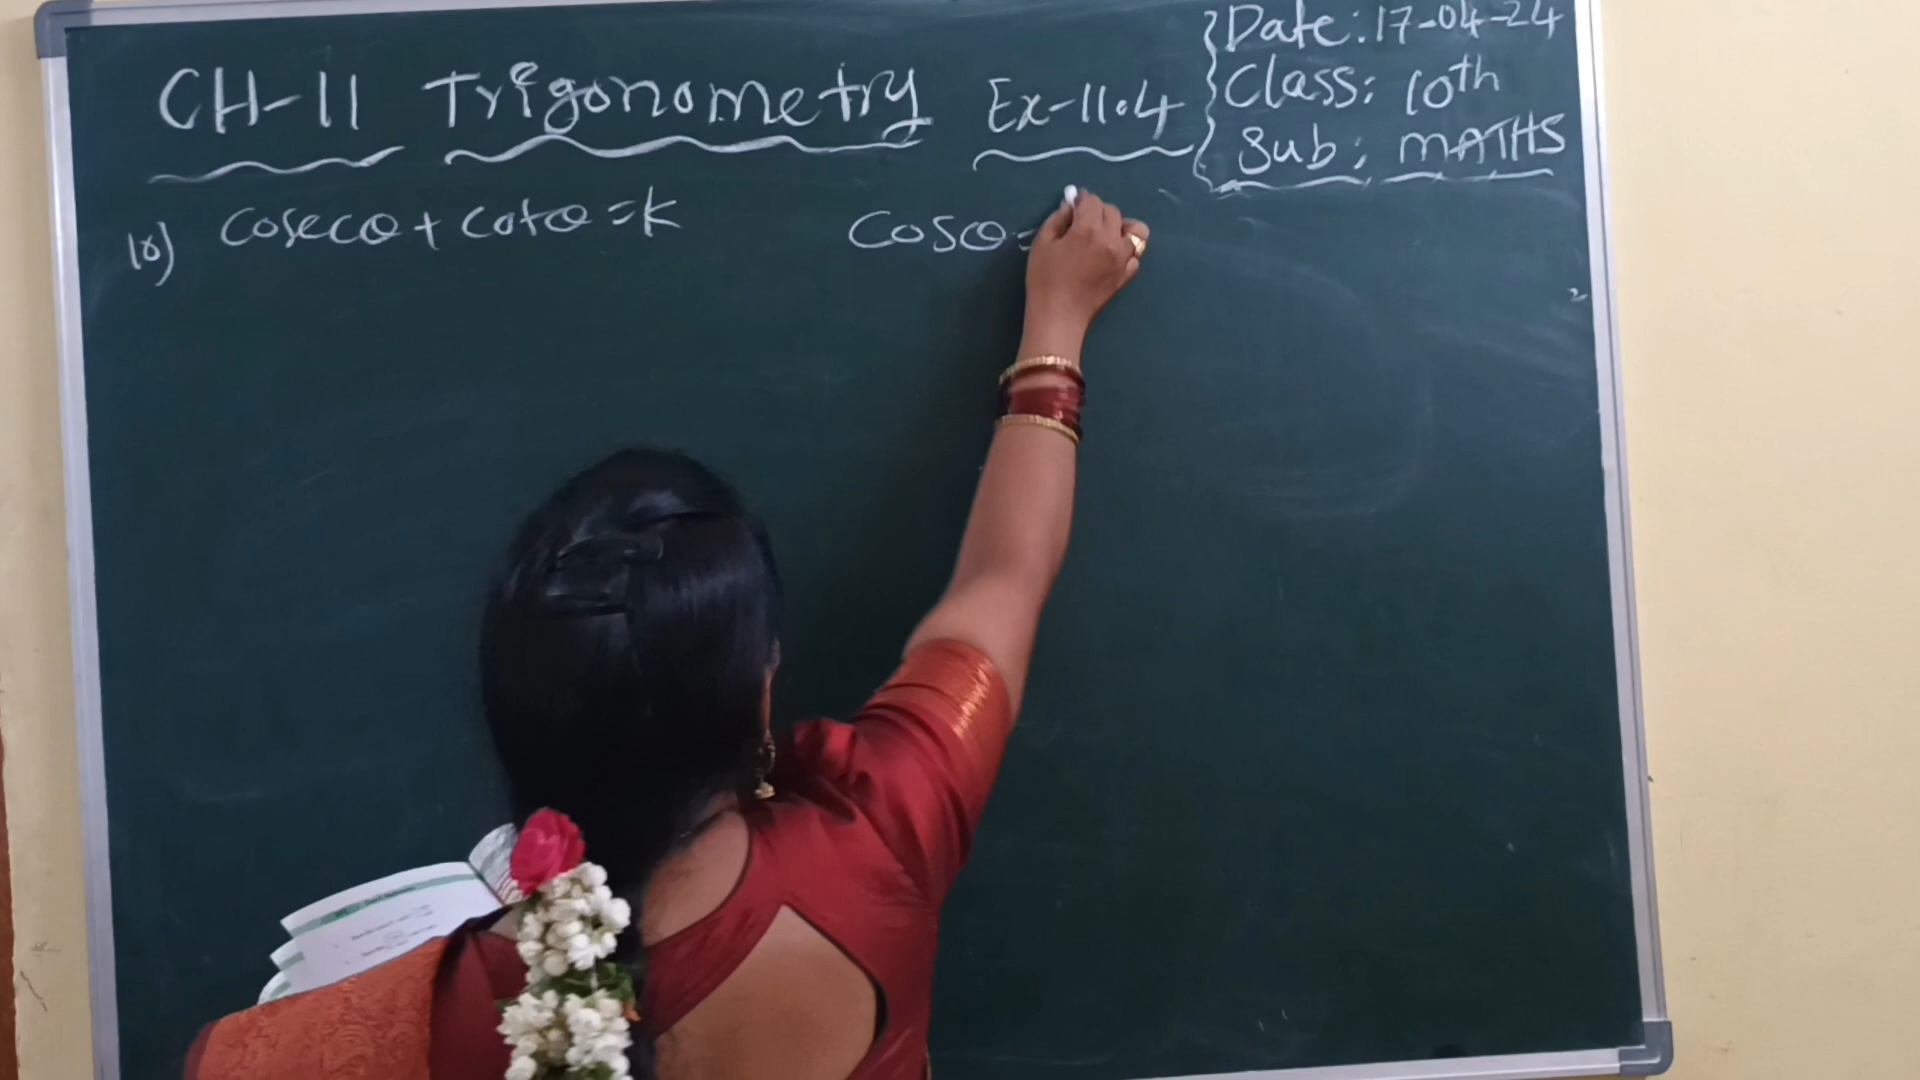 CH-11 Trigonometry Ex-11.4
Date: 17-04-24
Class: 10th
Sub: MATHS
10) cosecθ + cotθ = k
cosθ =